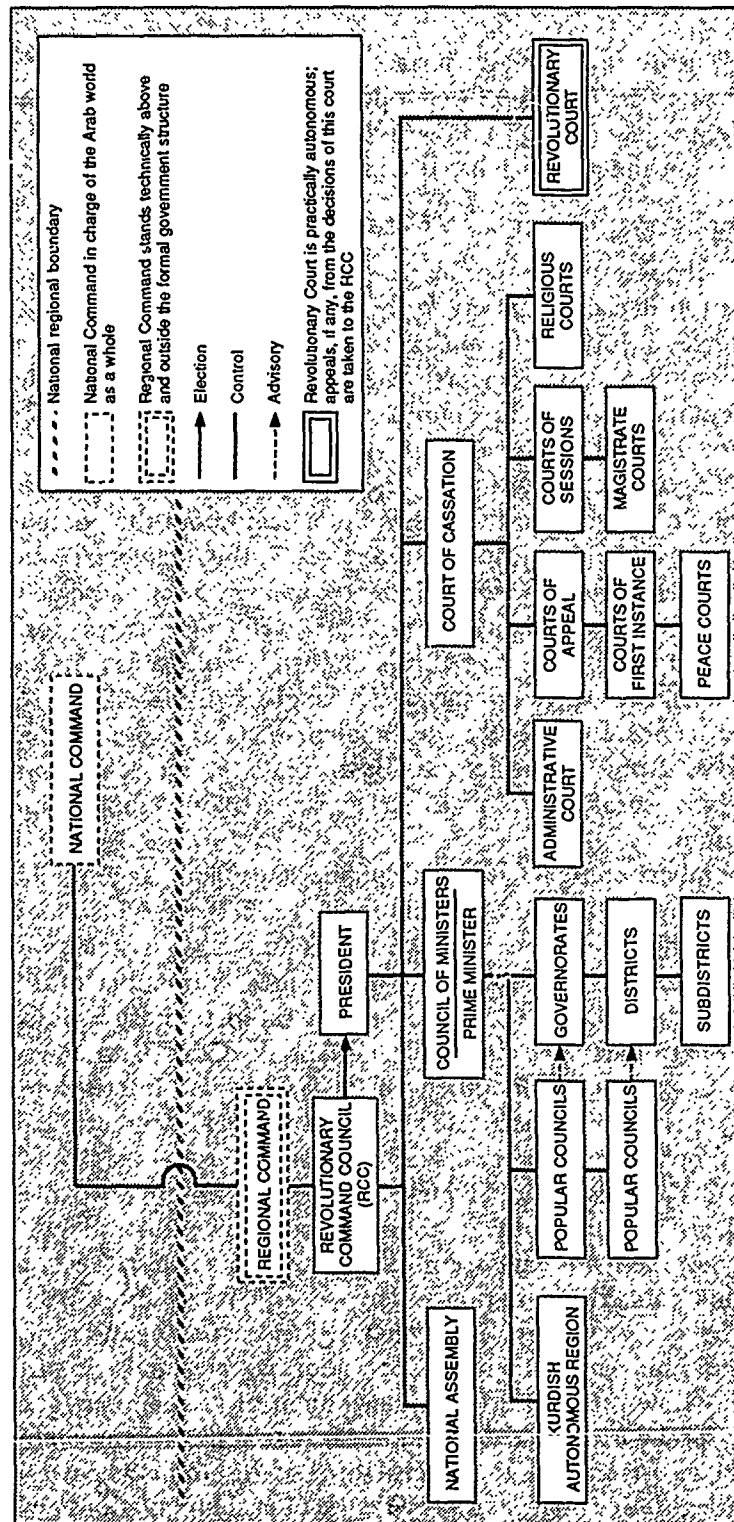 National regional boundary
National Command in charge of the Arab world
as a whole
Regional Command stands technically above
and outside the formal government structure
Election
Control
Advisory
Revolutionary Court is practically autonomous;
appeals, if any, from the decisions of this court
are taken to the RCC
NATIONAL COMMAND
REGIONAL COMMAND
REVOLUTIONARY
COMMAND COUNCIL
(RCC)
PRESIDENT
NATIONAL ASSEMBLY
COUNCIL OF MINISTERS
PRIME MINISTER
COURT OF CASSATION
KURDISH
AUTONOMOUS REGION
POPULAR COUNCILS
GOVERNORATES
ADMINISTRATIVE
COURT
COURTS OF
APPEAL
COURTS OF
SESSIONS
RELIGIOUS
COURTS
REVOLUTIONARY
COURT
POPULAR COUNCILS
DISTRICTS
COURTS OF
FIRST INSTANCE
MAGISTRATE
COURTS
SUBDISTRICTS
PEACE COURTS